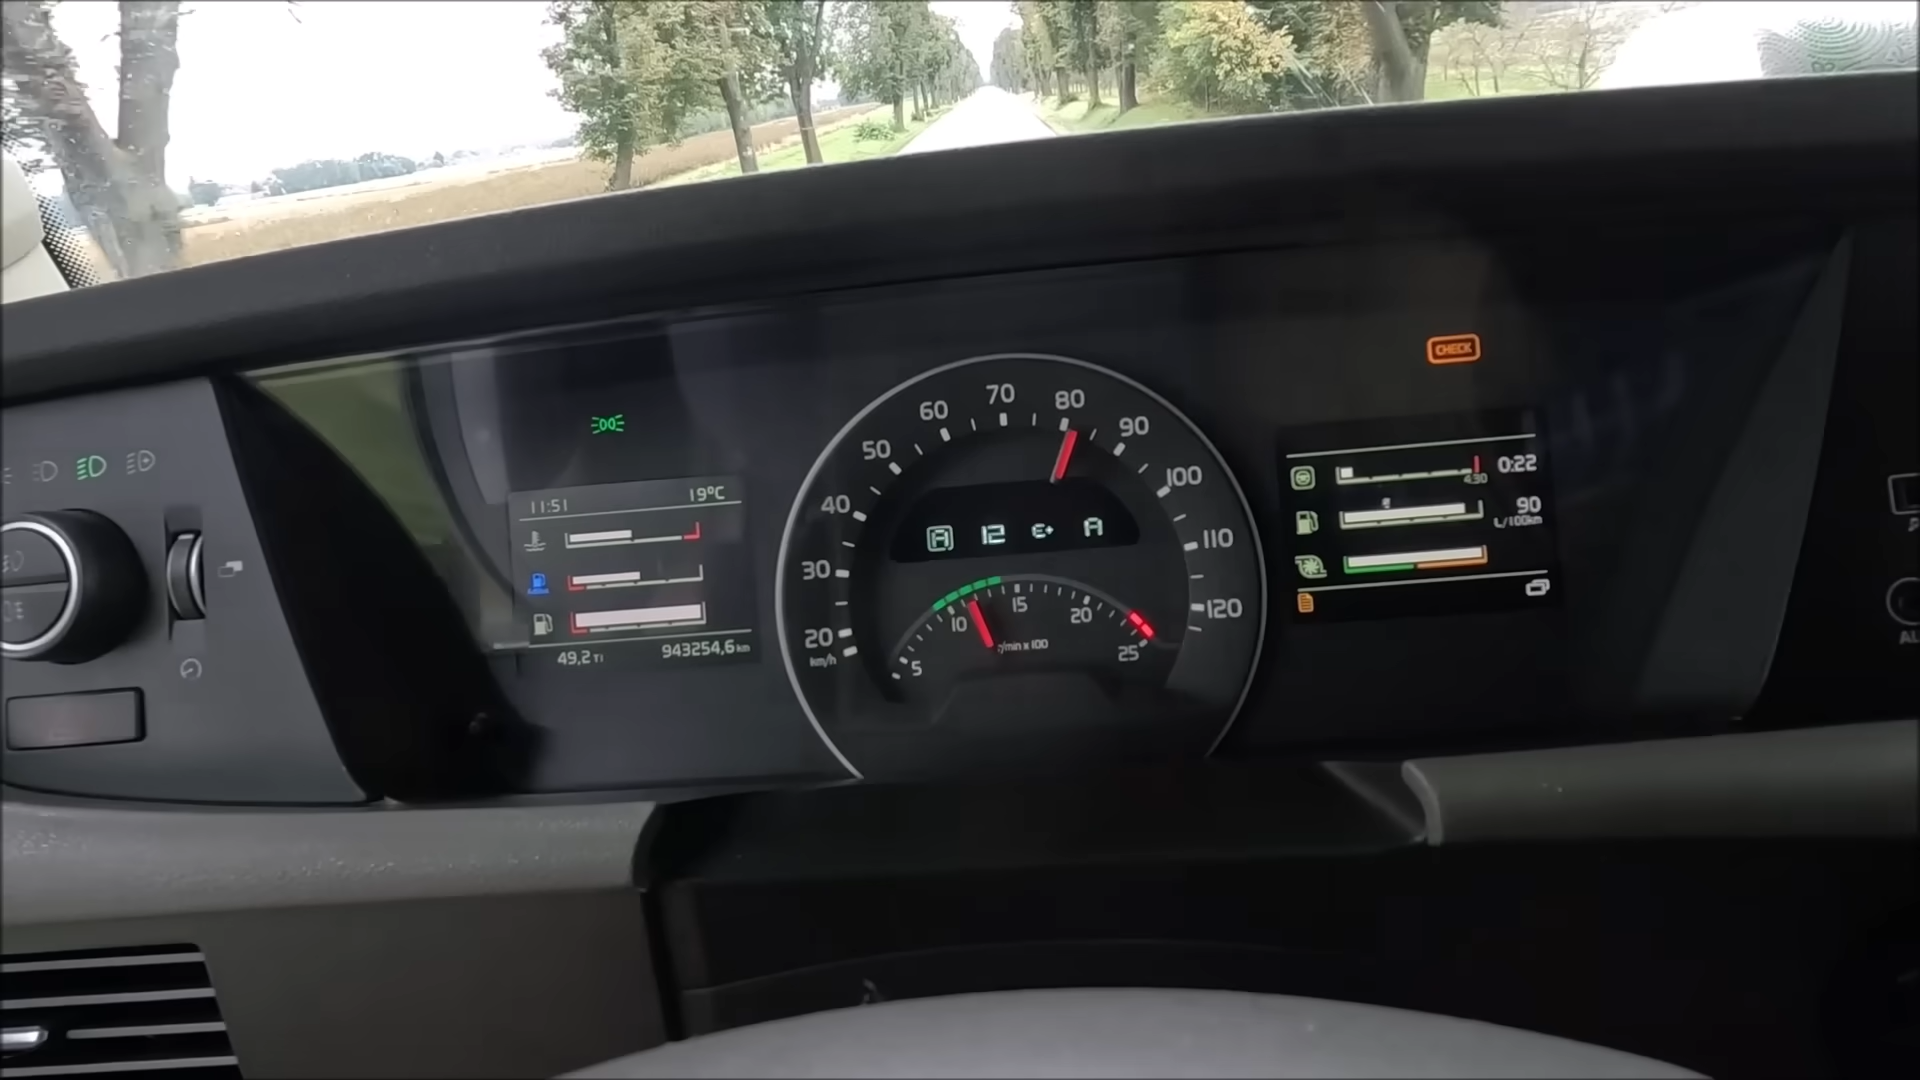 CHECK
11:51 19°C
49,2 T1 943254,6 km
20 30 40 50 60 70 80 90 100 110 120
km/h
A 12 E+ A
5 10 15 20 25
r/min x 100
0:22
4.30
90
L/100km